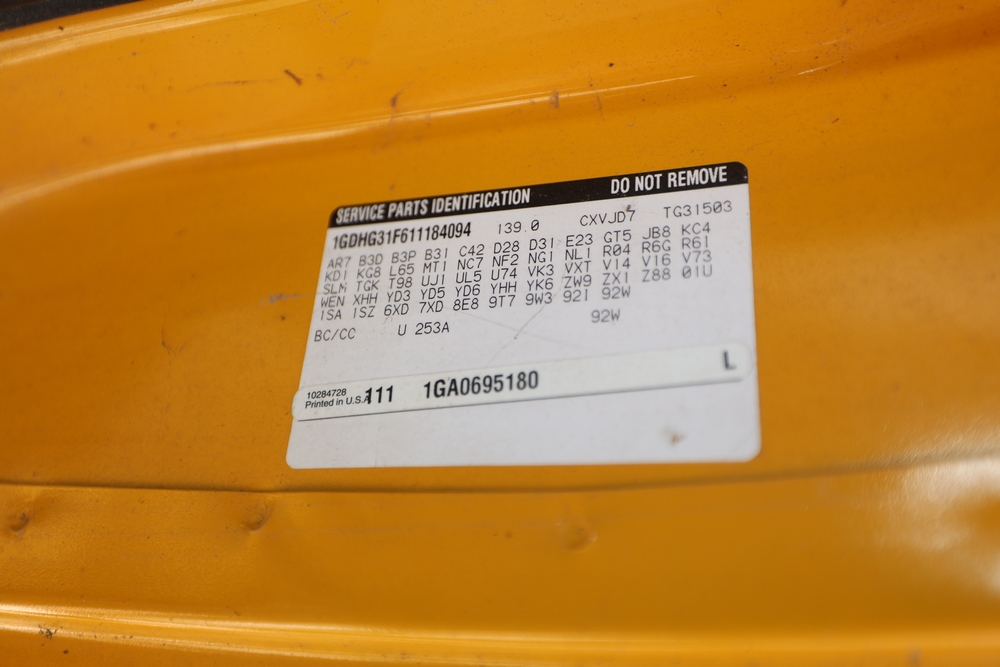 SERVICE PARTS IDENTIFICATION DO NOT REMOVE
1GDHG31F611184094 139.0 CXVJD7 TG31503
AR7 B3D B3P B31 C42 D28 D31 E23 GT5 JB8 KC4
KD1 KG8 L65 MT1 NC7 NF2 NG1 NL1 R04 R6G R61
SLM TGK T98 UJ1 UL5 U74 VK3 VXT V14 V16 V73
WEN XHH YD3 YD5 YD6 YHH YK6 ZW9 ZX1 Z88 01U
1SA 1SZ 6XD 7XD 8E8 9T7 9W3 921 92W
BC/CC U 253A 92W
10284728
Printed in U.S.A 111 1GA0695180 L